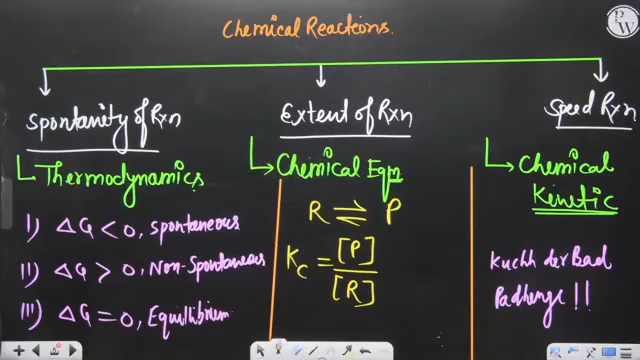 Chemical Reactions.
Spontanity of Rxn
Thermodynamics
I) ΔG < 0, Spontaneous
II) ΔG > 0, Non-Spontaneous
III) ΔG = 0, Equilibrium
Extent of Rxn
Chemical Eqm
R ⇌ P
Kc = [P] / [R]
Speed Rxn
Chemical
Kinetic
Kuchh der Bad
Padhenge !!
PW